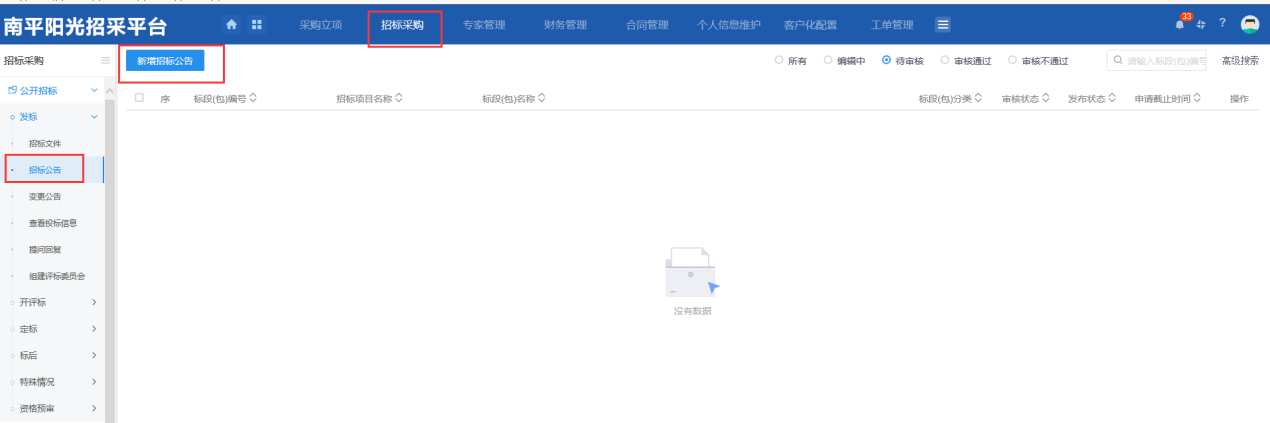 南平阳光招采平台 采购立项 招标采购 专家管理 财务管理 合同管理 个人信息维护 客户化配置 工单管理 33 ?
招标采购 新增招标公告 所有 编辑中 待审核 审核通过 审核不通过 请输入标段(包)编号 高级搜索
公开招标
序 标段(包)编号 招标项目名称 标段(包)名称 标段(包)分类 审核状态 发布状态 申请截止时间 操作
发标
招标文件
招标公告
变更公告
查看投标信息
提问回复
组建评标委员会
开评标
没有数据
定标
标后
特殊情况
资格预审